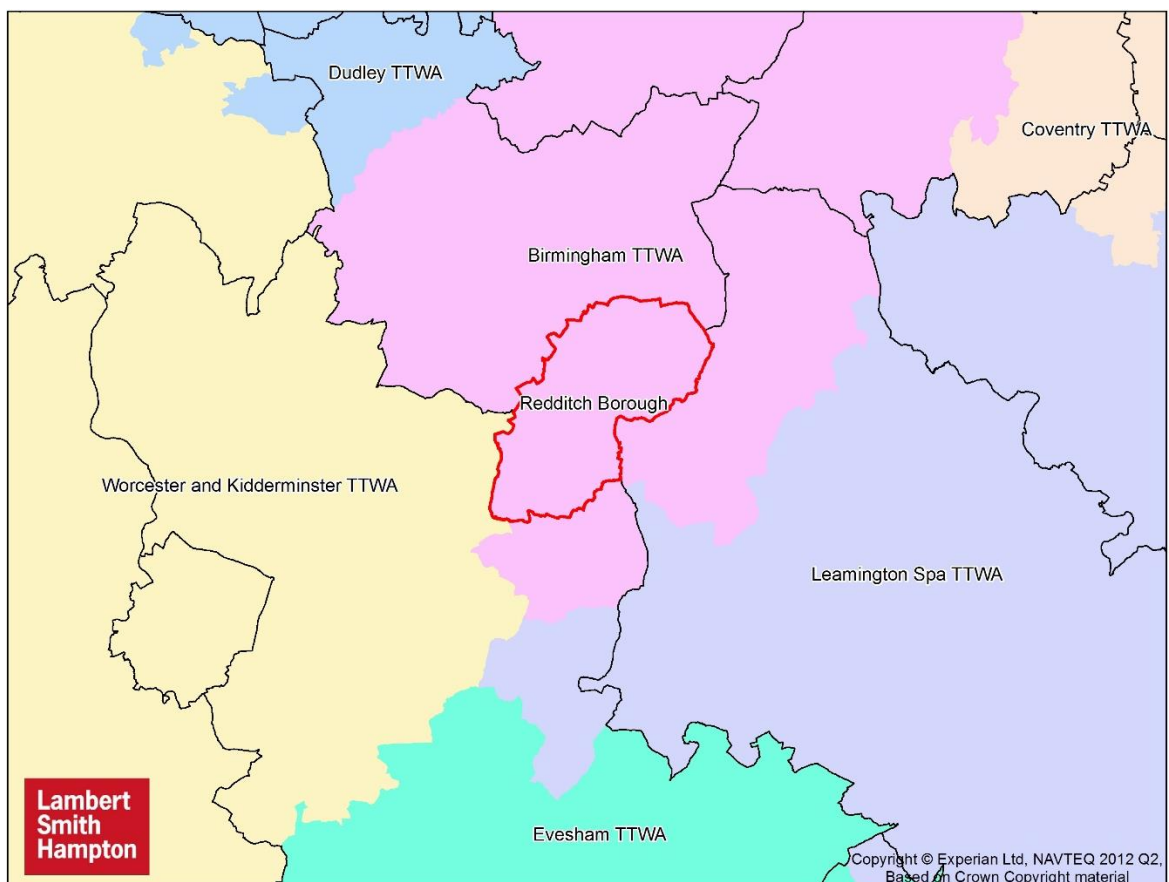 Dudley TTWA
Coventry TTWA
Birmingham TTWA
Redditch Borough
Worcester and Kidderminster TTWA
Leamington Spa TTWA
Lambert
Smith
Hampton
Evesham TTWA
Copyright © Experian Ltd, NAVTEQ 2012 Q2,
Based on Crown Copyright material